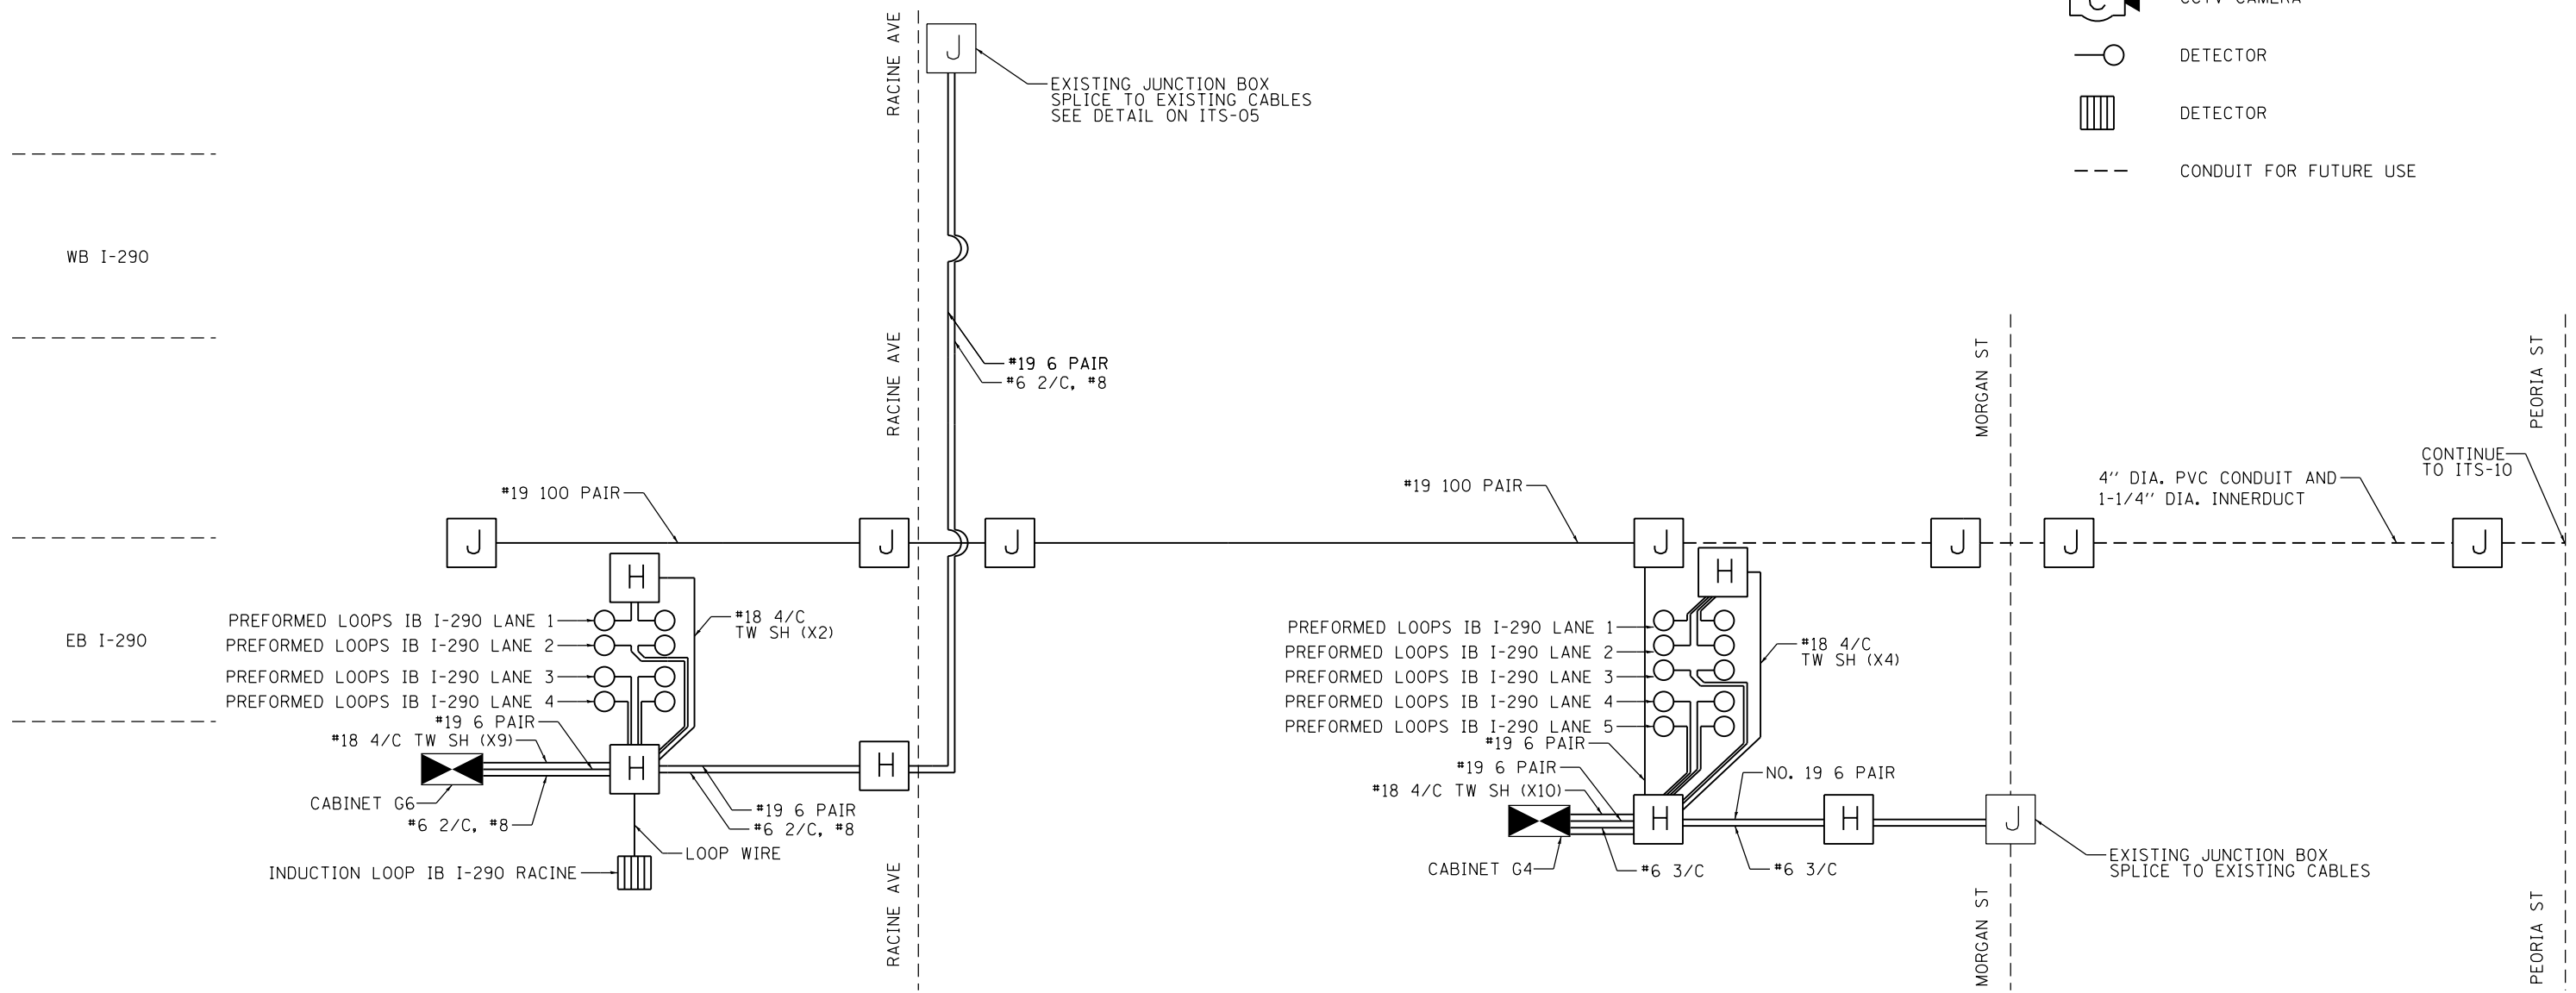 CCTV CAMERA
C
DETECTOR
DETECTOR
CONDUIT FOR FUTURE USE
RACINE AVE
J
EXISTING JUNCTION BOX
SPLICE TO EXISTING CABLES
SEE DETAIL ON ITS-05
WB I-290
RACINE AVE
#19 6 PAIR
#6 2/C, #8
MORGAN ST
PEORIA ST
CONTINUE
TO ITS-10
4" DIA. PVC CONDUIT AND
1-1/4" DIA. INNERDUCT
#19 100 PAIR
#19 100 PAIR
J
J
J
J
J
J
J
H
H
EB I-290
PREFORMED LOOPS IB I-290 LANE 1
PREFORMED LOOPS IB I-290 LANE 2
PREFORMED LOOPS IB I-290 LANE 3
PREFORMED LOOPS IB I-290 LANE 4
#18 4/C
TW SH (X2)
#19 6 PAIR
#18 4/C TW SH (X9)
H
H
CABINET G6
#6 2/C, #8
#19 6 PAIR
#6 2/C, #8
LOOP WIRE
INDUCTION LOOP IB I-290 RACINE
RACINE AVE
PREFORMED LOOPS IB I-290 LANE 1
PREFORMED LOOPS IB I-290 LANE 2
PREFORMED LOOPS IB I-290 LANE 3
PREFORMED LOOPS IB I-290 LANE 4
PREFORMED LOOPS IB I-290 LANE 5
#18 4/C
TW SH (X4)
#19 6 PAIR
#19 6 PAIR
#18 4/C TW SH (X10)
NO. 19 6 PAIR
H
H
J
CABINET G4
#6 3/C
#6 3/C
EXISTING JUNCTION BOX
SPLICE TO EXISTING CABLES
MORGAN ST
PEORIA ST